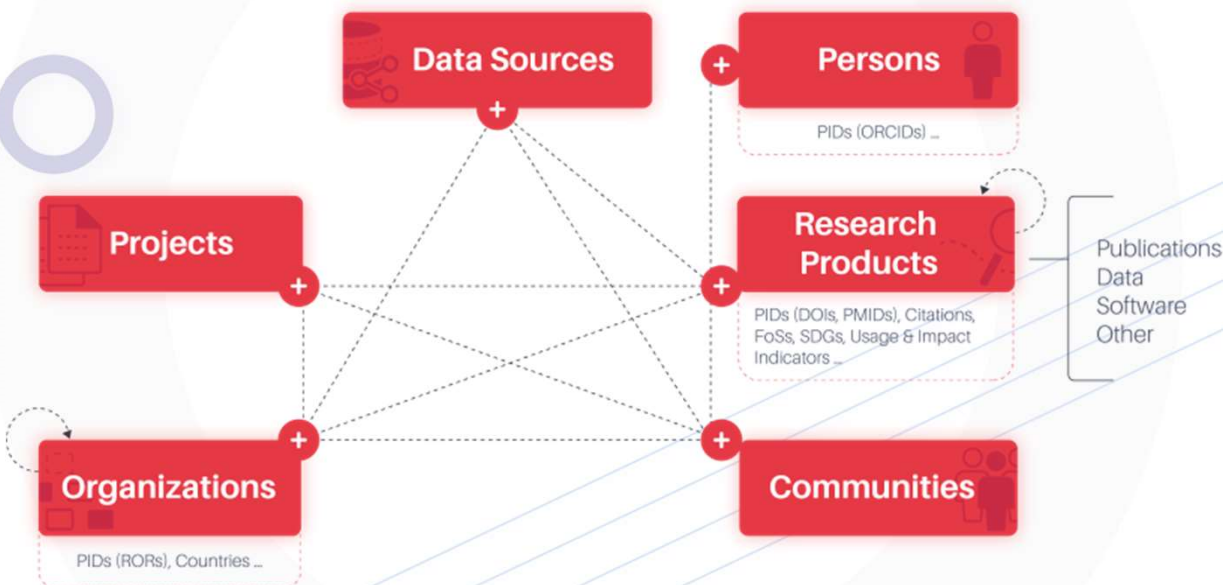 Data Sources
Persons
PIDs (ORCIDs) ...
Projects
Research
Products
PIDs (DOIs, PMIDs), Citations,
FoSs, SDGs, Usage & Impact
Indicators ...
Publications
Data
Software
Other
Organizations
PIDs (RORs), Countries ...
Communities